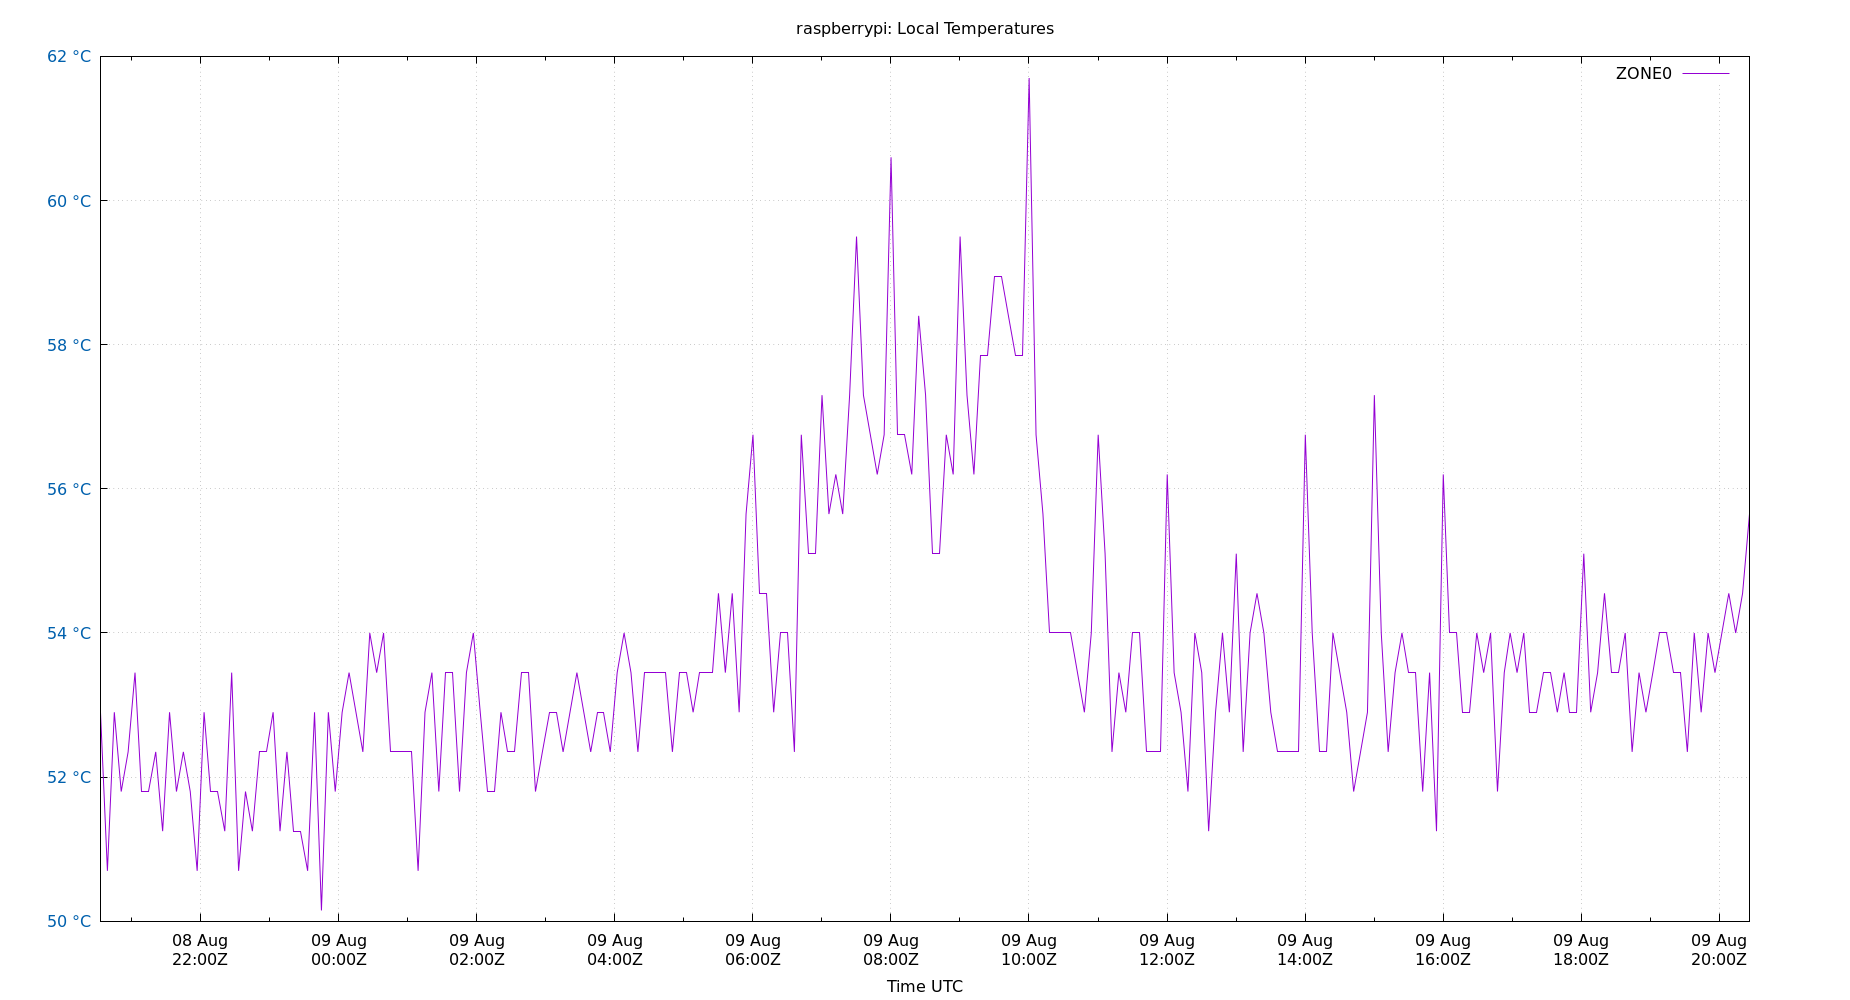 raspberrypi: Local Temperatures
62 °C
ZONE0
60 °C
58 °C
56 °C
54 °C
52 °C
50 °C
08 Aug 09 Aug 09 Aug 09 Aug 09 Aug 09 Aug 09 Aug 09 Aug 09 Aug 09 Aug 09 Aug 09 Aug
22:00Z 00:00Z 02:00Z 04:00Z 06:00Z 08:00Z 10:00Z 12:00Z 14:00Z 16:00Z 18:00Z 20:00Z
Time UTC